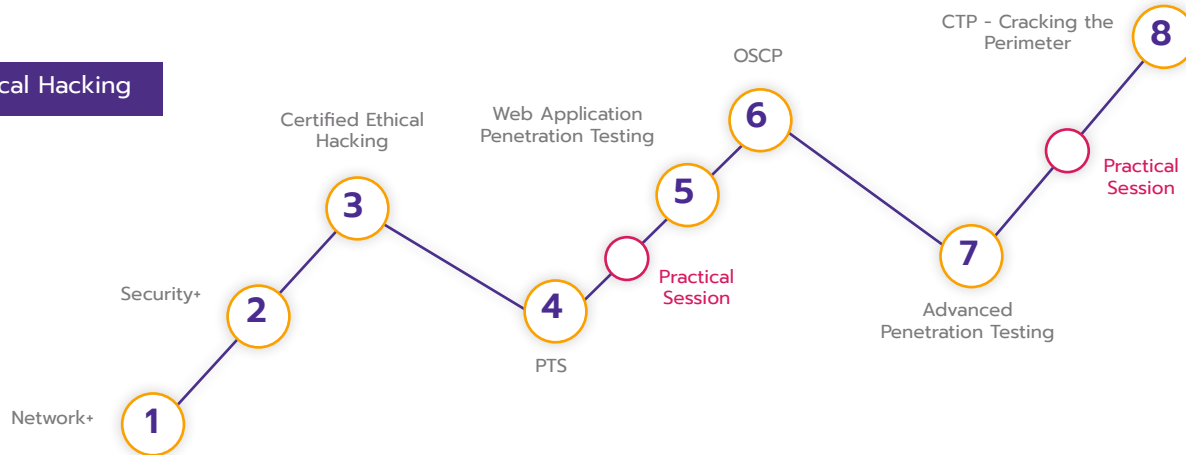 cal Hacking
Network+
1
Security+
2
Certified Ethical
Hacking
3
PTS
4
Practical
Session
Web Application
Penetration Testing
5
OSCP
6
Advanced
Penetration Testing
7
Practical
Session
CTP - Cracking the
Perimeter
8